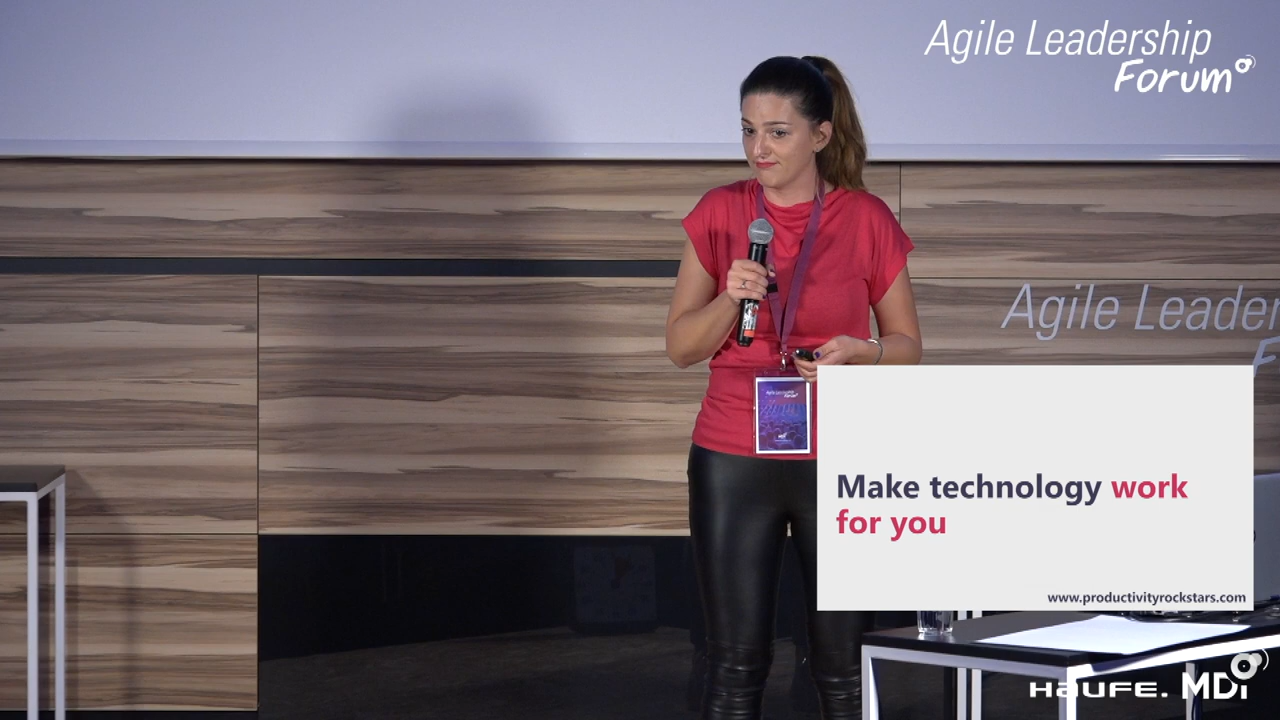 Agile Leadership
Forum
Agile Leader
F
Make technology work
for you
www.productivityrockstars.com
HAUFE. MDi